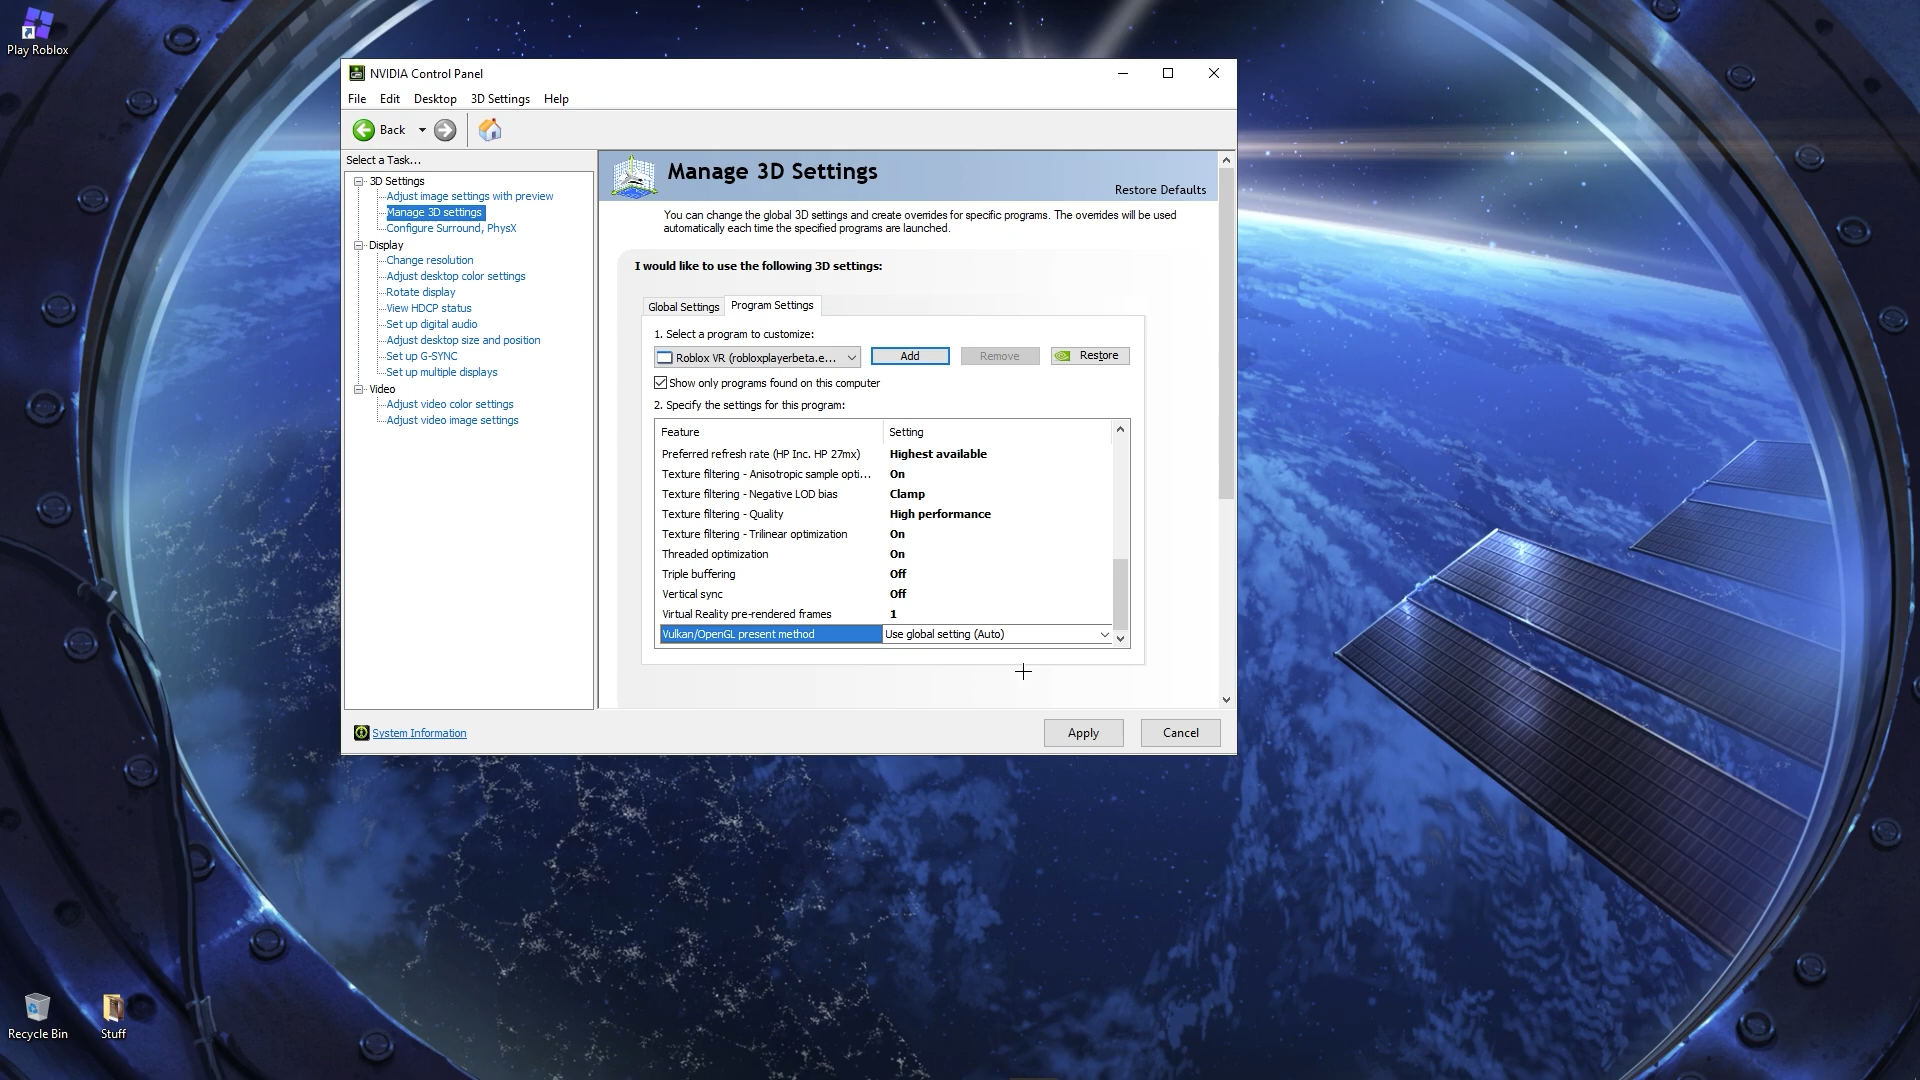 Play Roblox
NVIDIA Control Panel
File Edit Desktop 3D Settings Help
Back
Select a Task...
3D Settings
Adjust image settings with preview
Manage 3D settings
Configure Surround, PhysX
Display
Change resolution
Adjust desktop color settings
Rotate display
View HDCP status
Set up digital audio
Adjust desktop size and position
Set up G-SYNC
Set up multiple displays
Video
Adjust video color settings
Adjust video image settings
System Information
Manage 3D Settings
Restore Defaults
You can change the global 3D settings and create overrides for specific programs. The overrides will be used
automatically each time the specified programs are launched.
I would like to use the following 3D settings:
Global Settings Program Settings
1. Select a program to customize:
Roblox VR (robloxplayerbeta.e... Add Remove Restore
Show only programs found on this computer
2. Specify the settings for this program:
Feature Setting
Preferred refresh rate (HP Inc. HP 27mx) Highest available
Texture filtering - Anisotropic sample opti... On
Texture filtering - Negative LOD bias Clamp
Texture filtering - Quality High performance
Texture filtering - Trilinear optimization On
Threaded optimization On
Triple buffering Off
Vertical sync Off
Virtual Reality pre-rendered frames 1
Vulkan/OpenGL present method Use global setting (Auto)
Apply Cancel
Recycle Bin
Stuff